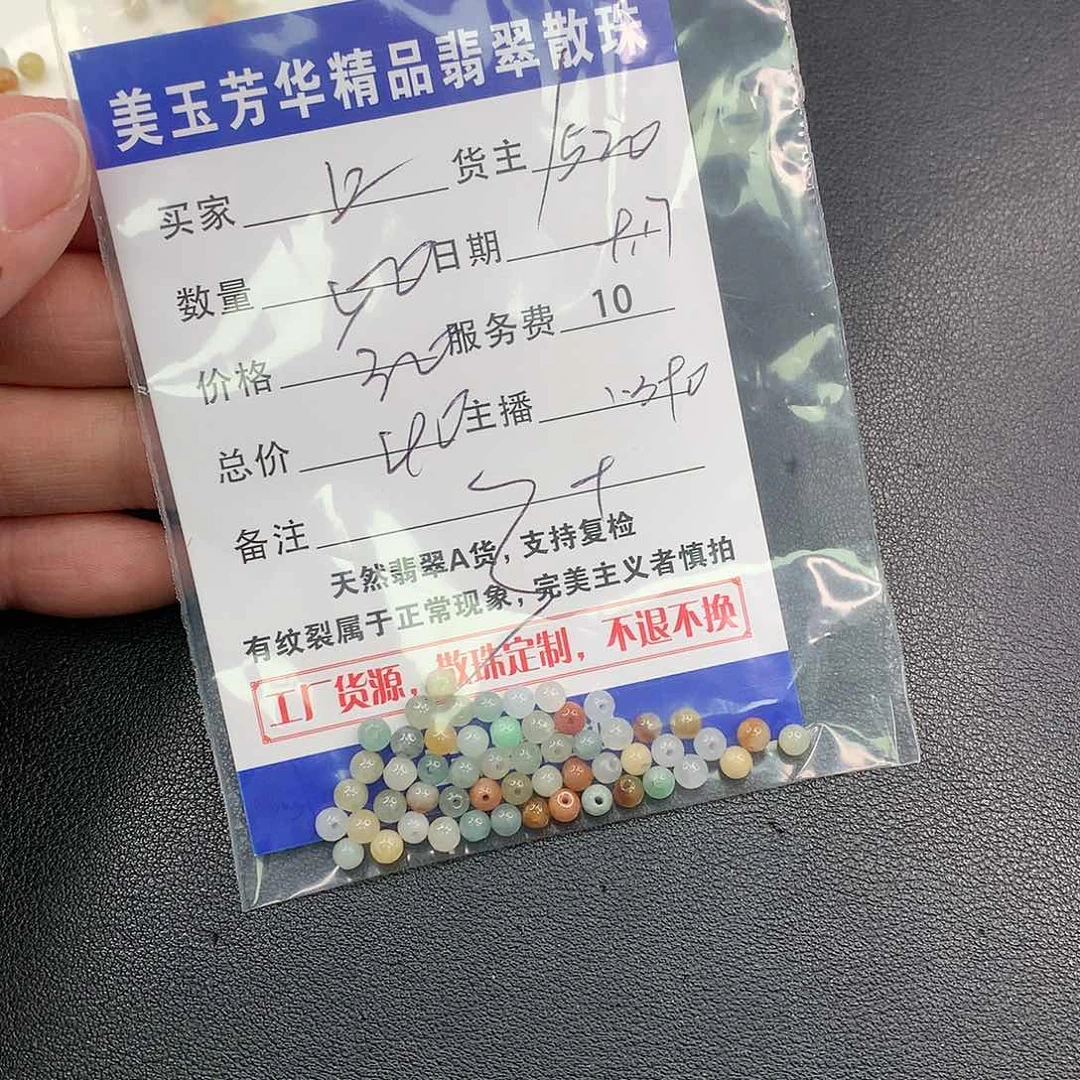 美玉芳华精品翡翠散珠
买家 货主 1520
数量 日期
价格 320 服务费 10
总价 主播
备注
天然翡翠A货，支持复检
有纹裂属于正常现象，完美主义者慎拍
工厂货源，散珠定制，不退不换